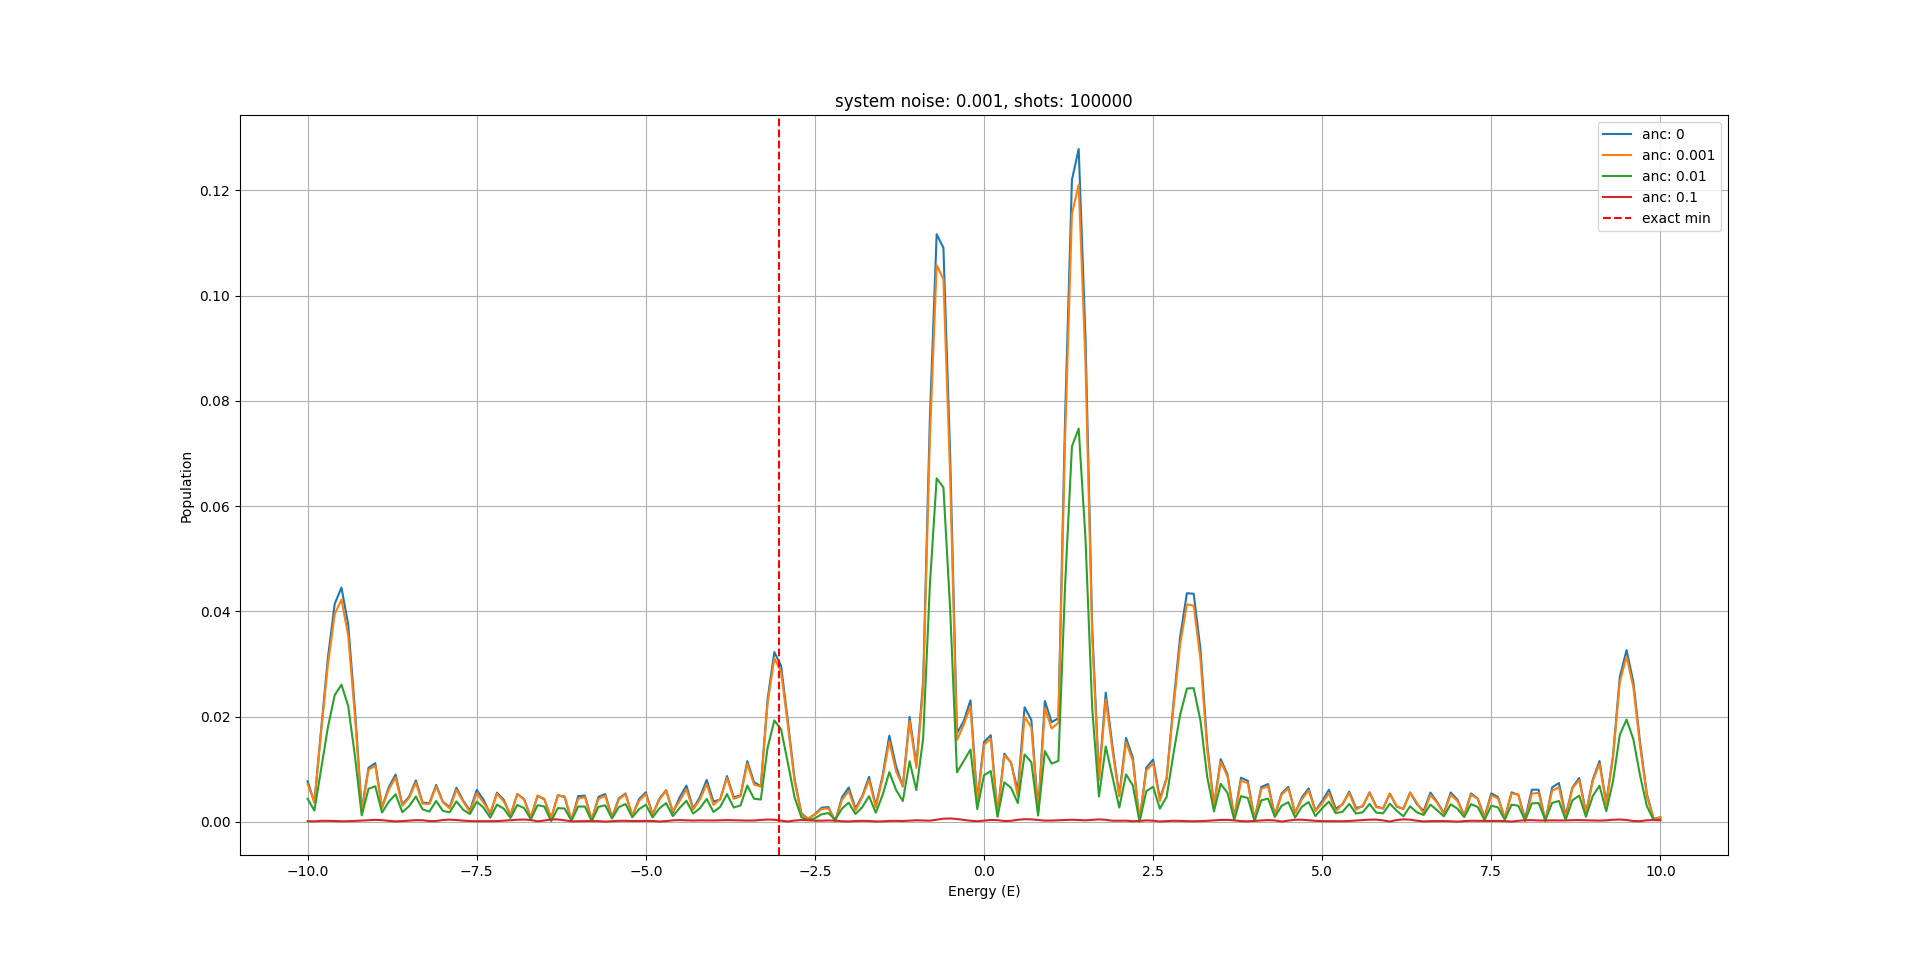 system noise: 0.001, shots: 100000
anc: 0
anc: 0.001
anc: 0.01
anc: 0.1
exact min
Population
0.12
0.10
0.08
0.06
0.04
0.02
0.00
−10.0 −7.5 −5.0 −2.5 0.0 2.5 5.0 7.5 10.0
Energy (E)